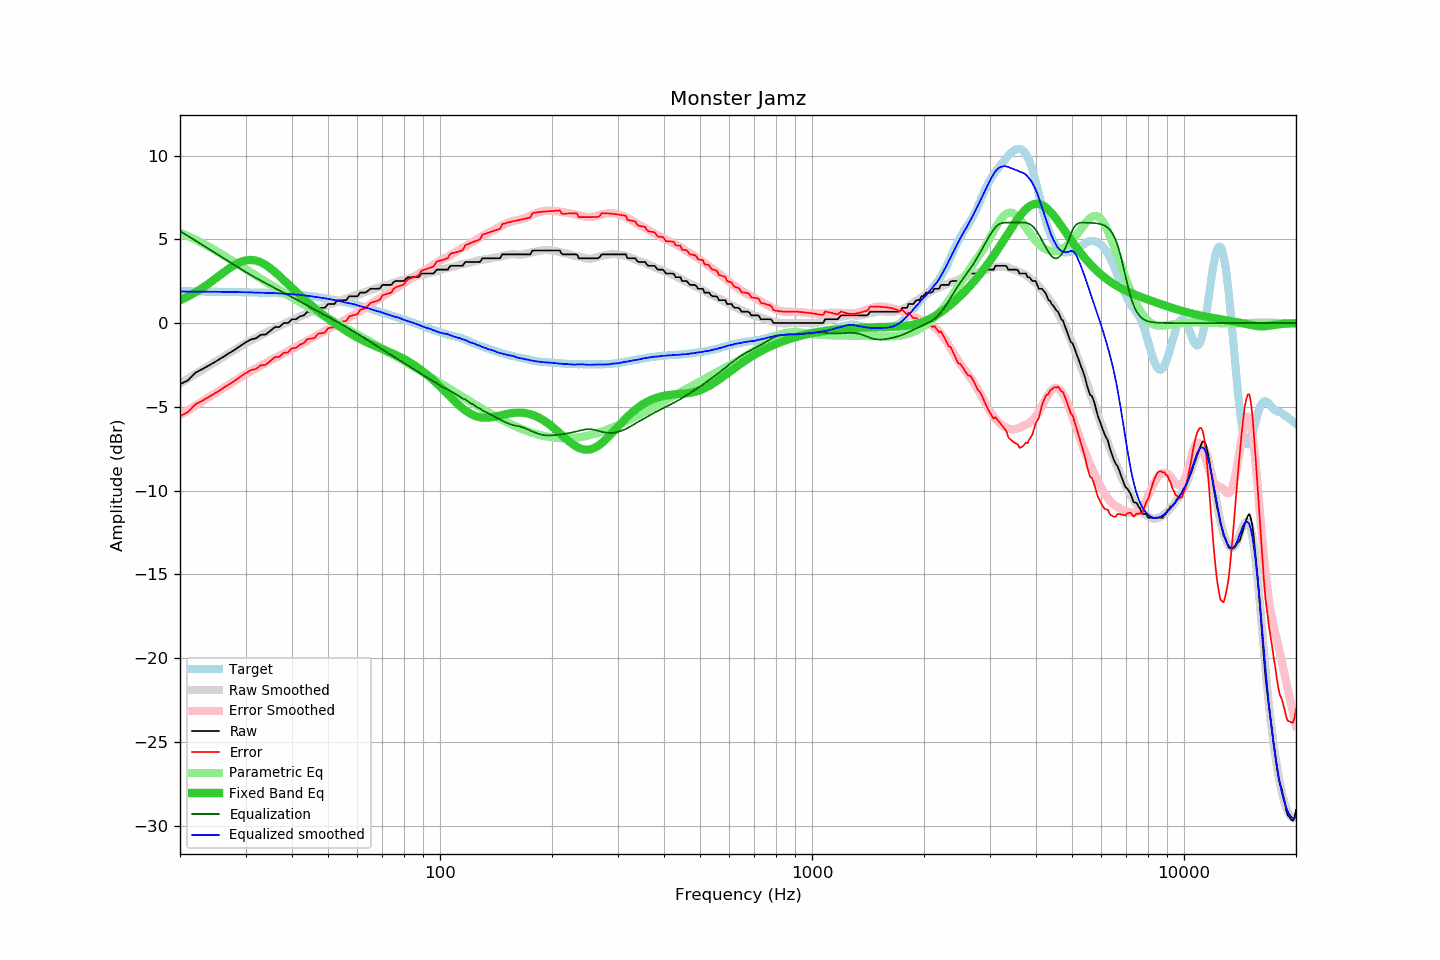 Monster Jamz
Amplitude (dBr)
10
5
0
−5
−10
−15
−20
−25
−30
Target
Raw Smoothed
Error Smoothed
Raw
Error
Parametric Eq
Fixed Band Eq
Equalization
Equalized smoothed
100
1000
10000
Frequency (Hz)